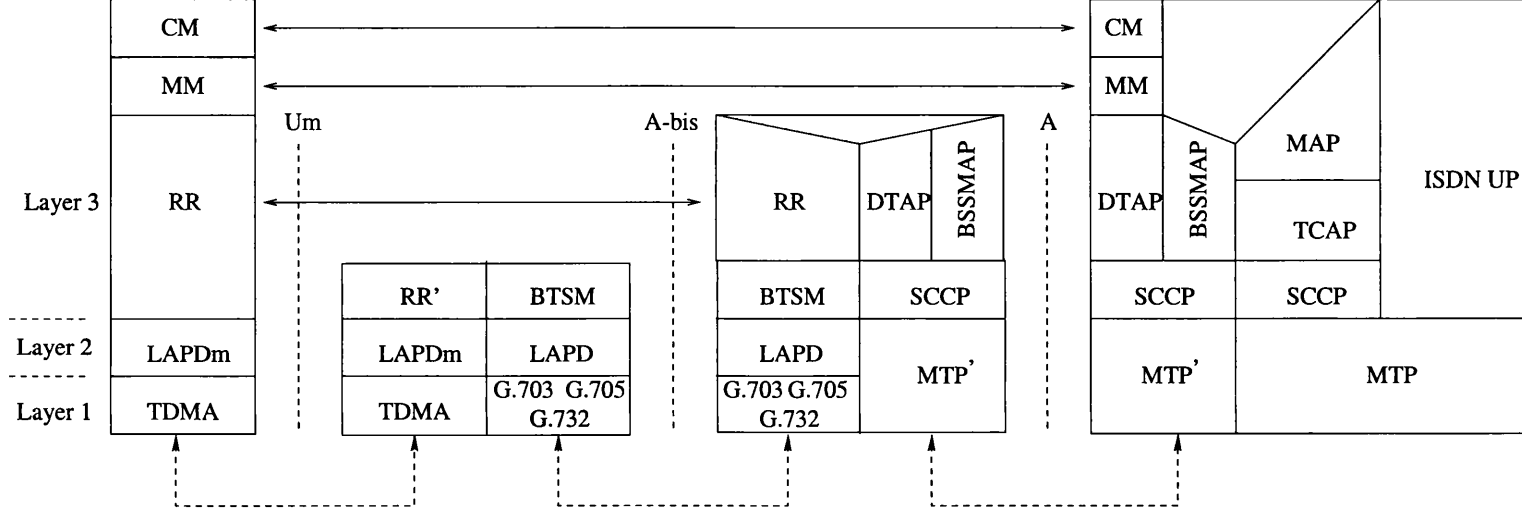 CM
CM
MM
MM
Um
A-bis
A
Layer 3
RR
RR
DTAP
BSSMAP
DTAP
BSSMAP
MAP
TCAP
ISDN UP
RR’
BTSM
BTSM
SCCP
SCCP
SCCP
Layer 2
LAPDm
LAPDm
LAPD
LAPD
MTP’
MTP’
MTP
Layer 1
TDMA
TDMA
G.703 G.705
G.732
G.703 G.705
G.732